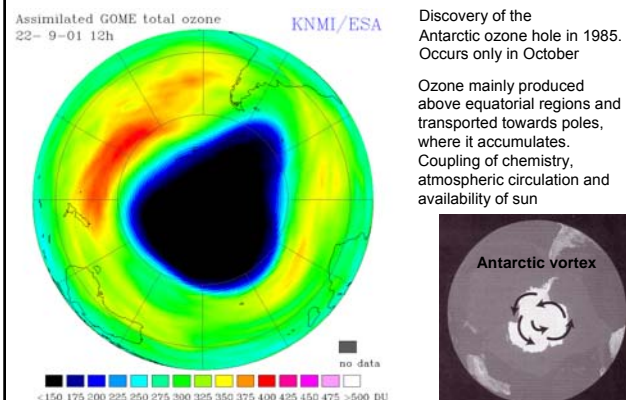 Assimilated GOME total ozone
22- 9-01 12h
KNMI/ESA
no data
<150 175 200 225 250 275 300 325 350 375 400 425 450 475 >500 DU
Discovery of the
Antarctic ozone hole in 1985.
Occurs only in October
Ozone mainly produced
above equatorial regions and
transported towards poles,
where it accumulates.
Coupling of chemistry,
atmospheric circulation and
availability of sun
Antarctic vortex